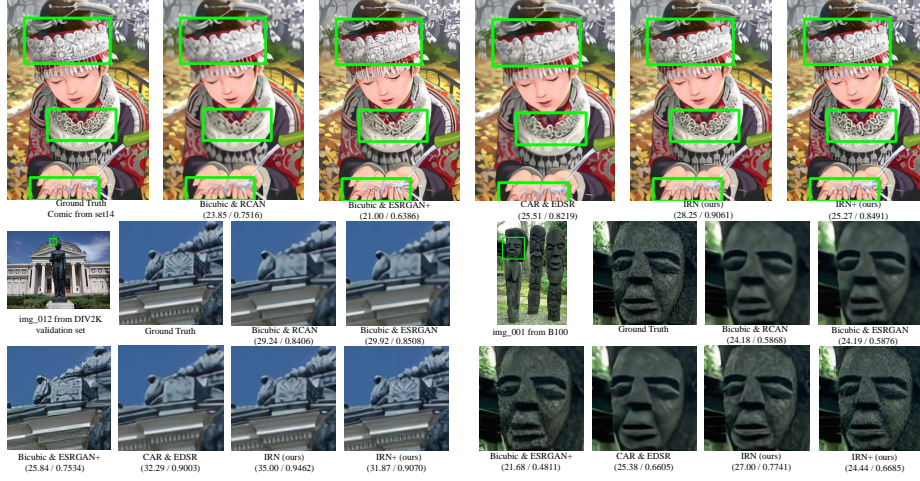 Ground Truth
Comic from set14
Bicubic & RCAN
(23.85 / 0.7516)
Bicubic & ESRGAN+
(21.00 / 0.6386)
CAR & EDSR
(25.51 / 0.8219)
IRN (ours)
(28.25 / 0.9061)
IRN+ (ours)
(25.27 / 0.8491)
img_012 from DIV2K
validation set
Ground Truth
Bicubic & RCAN
(29.24 / 0.8406)
Bicubic & ESRGAN
(29.92 / 0.8508)
img_001 from B100
Ground Truth
Bicubic & RCAN
(24.18 / 0.5868)
Bicubic & ESRGAN
(24.19 / 0.5876)
Bicubic & ESRGAN+
(25.84 / 0.7534)
CAR & EDSR
(32.29 / 0.9003)
IRN (ours)
(35.00 / 0.9462)
IRN+ (ours)
(31.87 / 0.9070)
Bicubic & ESRGAN+
(21.68 / 0.4811)
CAR & EDSR
(25.38 / 0.6605)
IRN (ours)
(27.00 / 0.7741)
IRN+ (ours)
(24.44 / 0.6685)